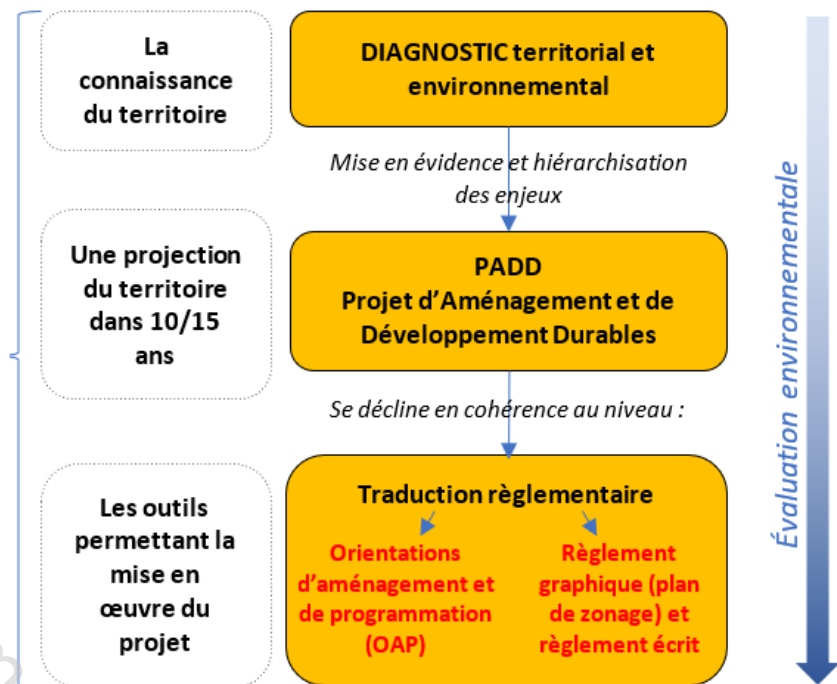 La
connaissance
du territoire
DIAGNOSTIC territorial et
environnemental
Mise en évidence et hiérarchisation
des enjeux
Une projection
du territoire
dans 10/15
ans
PADD
Projet d’Aménagement et de
Développement Durables
Se décline en cohérence au niveau :
Les outils
permettant la
mise en
œuvre du
projet
Traduction règlementaire
Orientations
d’aménagement et
de programmation
(OAP)
Règlement
graphique (plan
de zonage) et
règlement écrit
Évaluation environnementale